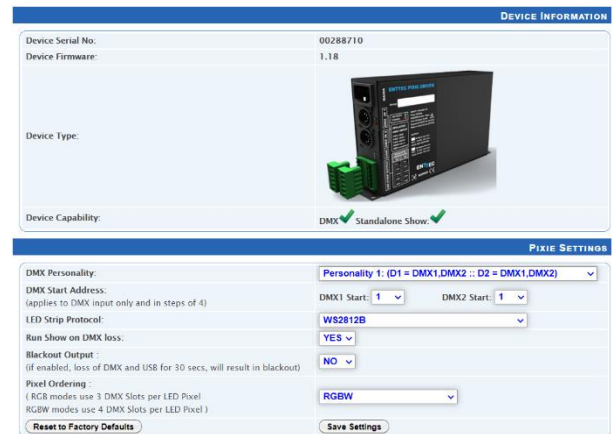 DEVICE INFORMATION
Device Serial No: 00288710
Device Firmware: 1.18
ENTTEC PIXIE DRIVER
ENTTEC
Device Type:
Device Capability: DMX Standalone Show:
PIXIE SETTINGS
DMX Personality: Personality 1: (D1 = DMX1,DMX2 :: D2 = DMX1,DMX2)
DMX Start Address:
(applies to DMX input only and in steps of 4) DMX1 Start: 1 DMX2 Start: 1
LED Strip Protocol: WS2812B
Run Show on DMX loss: YES
Blackout Output :
(if enabled, loss of DMX and USB for 30 secs, will result in blackout) NO
Pixel Ordering :
( RGB modes use 3 DMX Slots per LED Pixel
RGBW modes use 4 DMX Slots per LED Pixel ) RGBW
Reset to Factory Defaults Save Settings